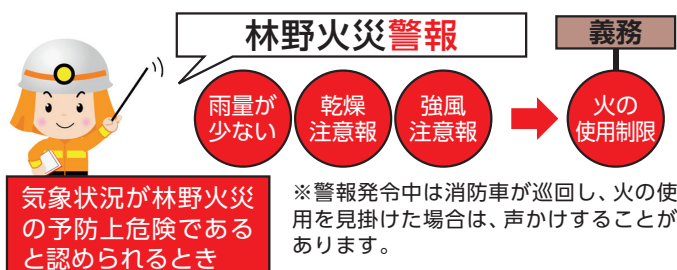 林野火災警報
義務
雨量が
少ない
乾燥
注意報
強風
注意報
火の
使用制限
気象状況が林野火災
の予防上危険である
と認められるとき
※警報発令中は消防車が巡回し、火の使
用を見掛けた場合は、声かけすることが
あります。